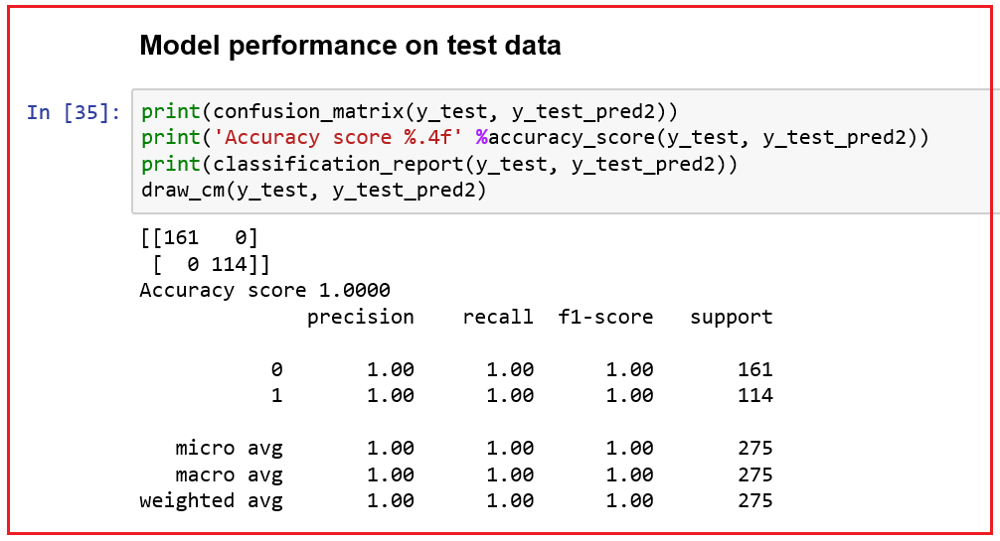 Model performance on test data
In [35]: print(confusion_matrix(y_test, y_test_pred2))
print('Accuracy score %.4f' %accuracy_score(y_test, y_test_pred2))
print(classification_report(y_test, y_test_pred2))
draw_cm(y_test, y_test_pred2)
[[161   0]
 [  0 114]]
Accuracy score 1.0000
              precision    recall  f1-score   support
           0       1.00      1.00      1.00       161
           1       1.00      1.00      1.00       114
   micro avg       1.00      1.00      1.00       275
   macro avg       1.00      1.00      1.00       275
weighted avg       1.00      1.00      1.00       275